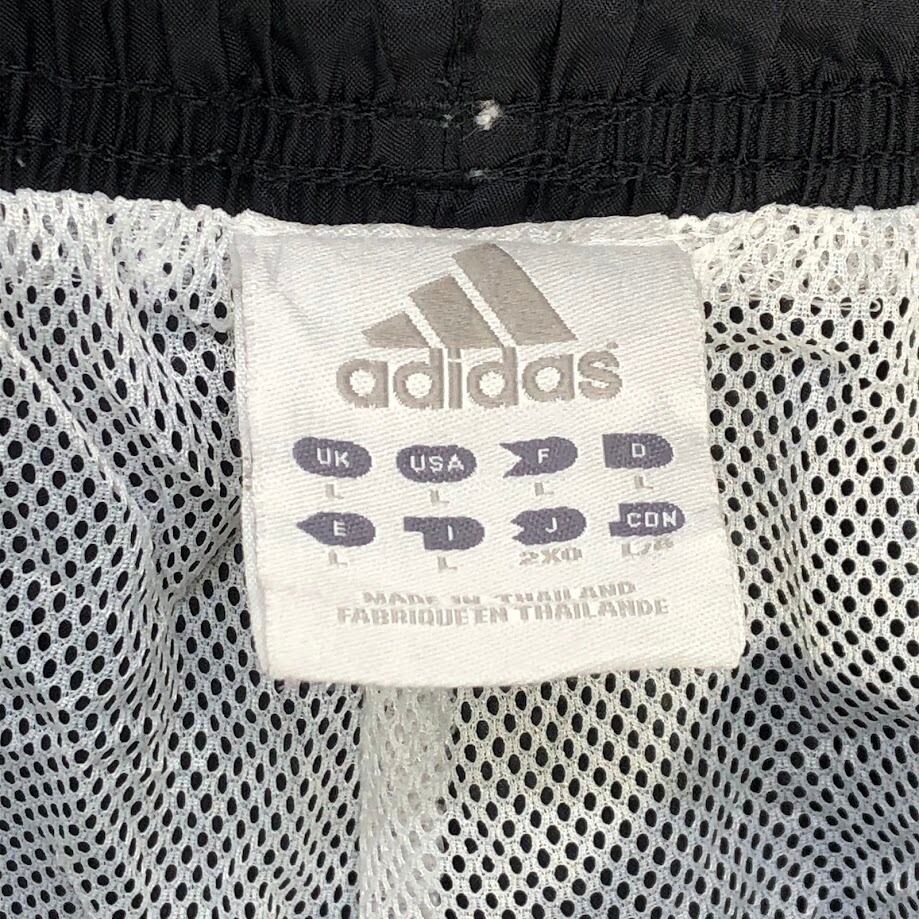 adidas
UK USA F D
L L L L
E I J CDN
L L 2XO L/G
MADE IN THAILAND
FABRIQUE EN THAILANDE